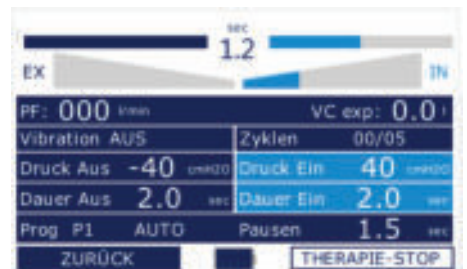 sec
1.2
EX IN
PF: 000 l/min VC exp: 0.0 l
Vibration AUS Zyklen 00/05
Druck Aus -40 cmH2O Druck Ein 40 cmH2O
Dauer Aus 2.0 sec Dauer Ein 2.0 sec
Prog P1 AUTO Pausen 1.5 sec
ZURÜCK THERAPIE-STOP